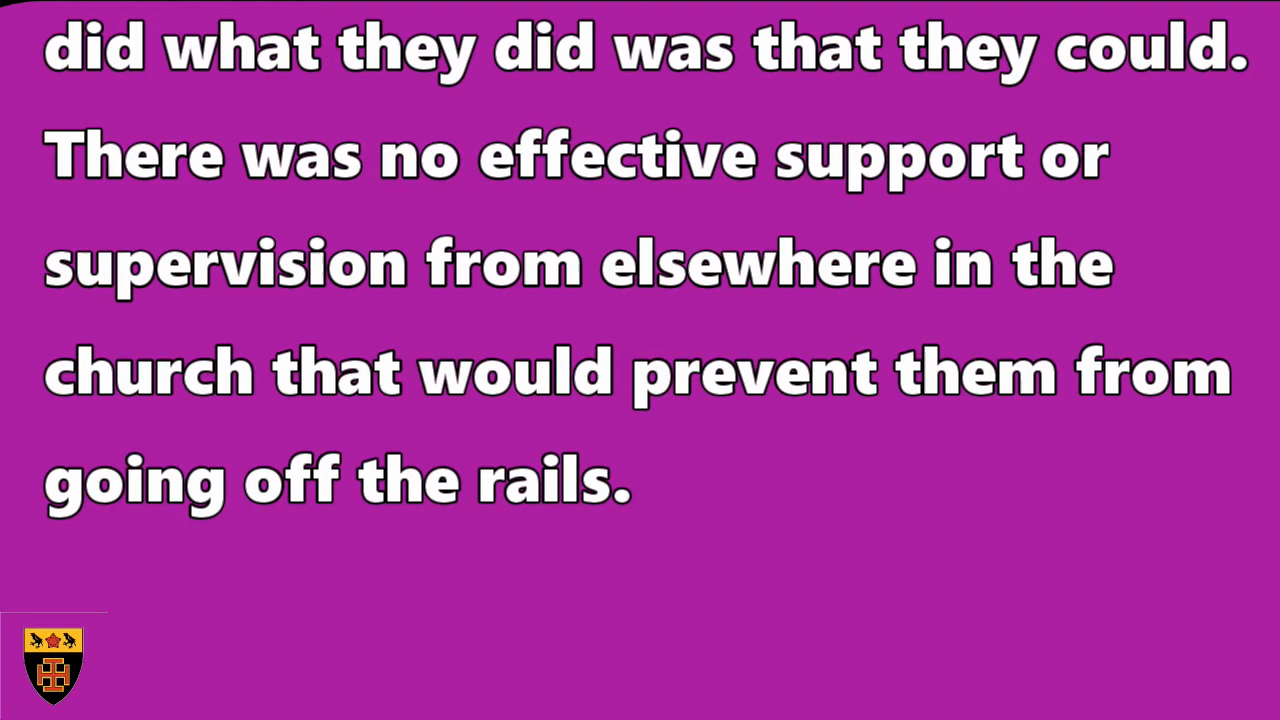 did what they did was that they could.
There was no effective support or
supervision from elsewhere in the
church that would prevent them from
going off the rails.